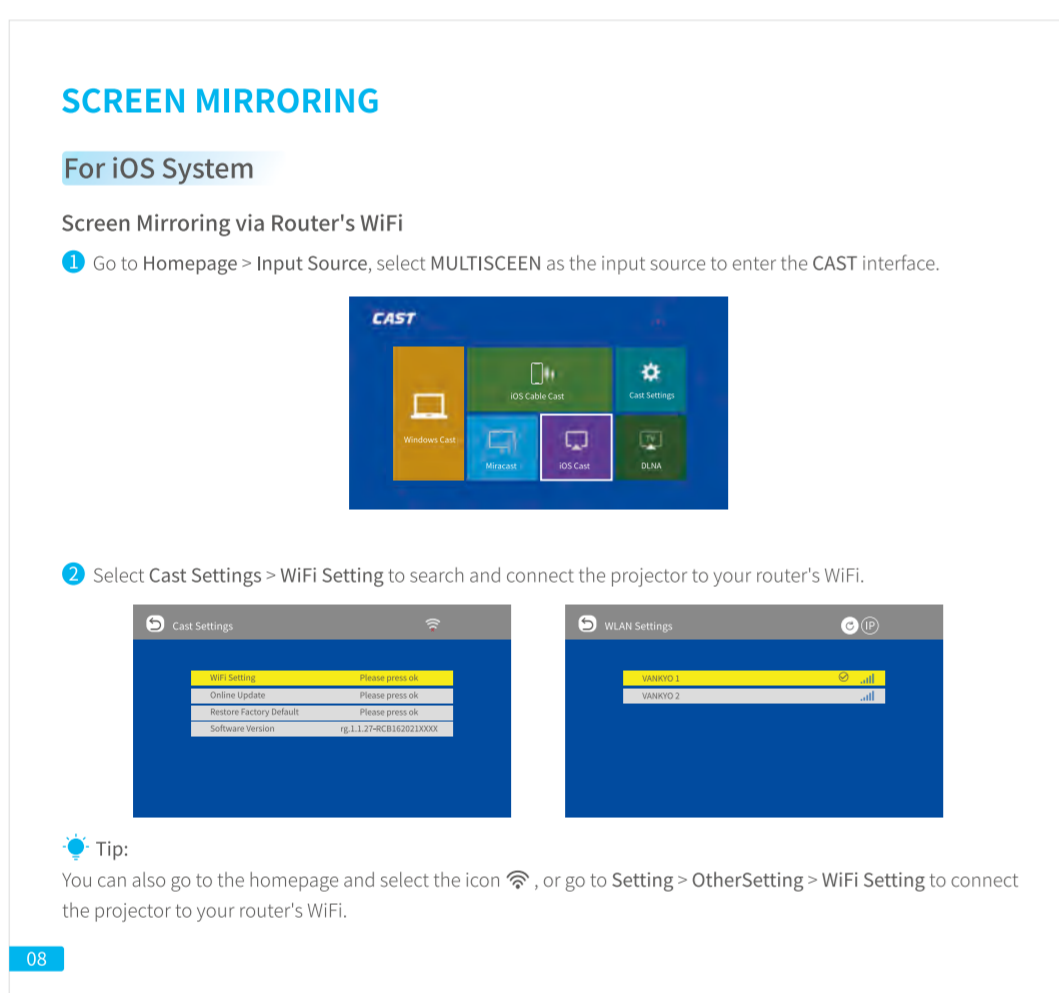 SCREEN MIRRORING
For iOS System
Screen Mirroring via Router's WiFi
1 Go to Homepage > Input Source, select MULTISCEEN as the input source to enter the CAST interface.
CAST
iOS Cable Cast
Cast Settings
Windows Cast
Miracast
iOS Cast
TV
DLNA
2 Select Cast Settings > WiFi Setting to search and connect the projector to your router's WiFi.
Cast Settings
WiFi Setting Please press ok
Online Update Please press ok
Restore Factory Default Please press ok
Software Version rg.1.1.27-RCB162021XXXX
WLAN Settings
IP
VANKYO 1
VANKYO 2
Tip:
You can also go to the homepage and select the icon , or go to Setting > OtherSetting > WiFi Setting to connect
the projector to your router's WiFi.
08